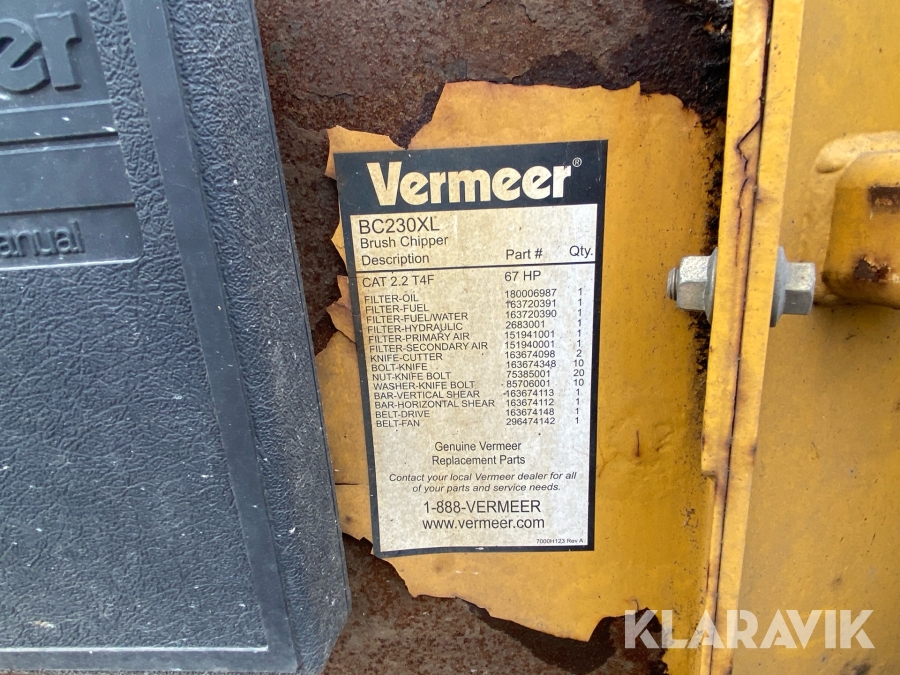 Vermeer®
BC230XL
Brush Chipper
Description Part # Qty.
CAT 2.2 T4F 67 HP
FILTER-OIL 180006987 1
FILTER-FUEL 163720391 1
FILTER-FUEL/WATER 163720390 1
FILTER-HYDRAULIC 2683001 1
FILTER-PRIMARY AIR 151941001 1
FILTER-SECONDARY AIR 151940001 1
KNIFE-CUTTER 163674098 2
BOLT-KNIFE 163674348 10
NUT-KNIFE BOLT 75385001 20
WASHER-KNIFE BOLT 85706001 10
BAR-VERTICAL SHEAR 163674113 1
BAR-HORIZONTAL SHEAR 163674112 1
BELT-DRIVE 163674148 1
BELT-FAN 296474142 1
Genuine Vermeer
Replacement Parts
Contact your local Vermeer dealer for all
of your parts and service needs.
1-888-VERMEER
www.vermeer.com
7000H123 Rev A
eer
anual
KLARAVIK